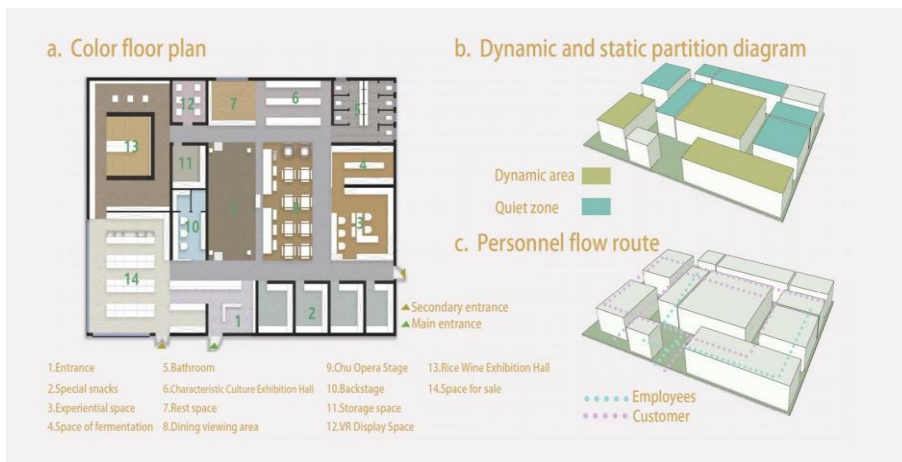 a. Color floor plan
12
7
6
5
13
11
4
8
3
10
14
2
1
Secondary entrance
Main entrance
1.Entrance
2.Special snacks
3.Experiential space
4.Space of fermentation
5.Bathroom
6.Characteristic Culture Exhibition Hall
7.Rest space
8.Dining viewing area
9.Chu Opera Stage
10.Backstage
11.Storage space
12.VR Display Space
13.Rice Wine Exhibition Hall
14.Space for sale
b. Dynamic and static partition diagram
Dynamic area
Quiet zone
c. Personnel flow route
Employees
Customer